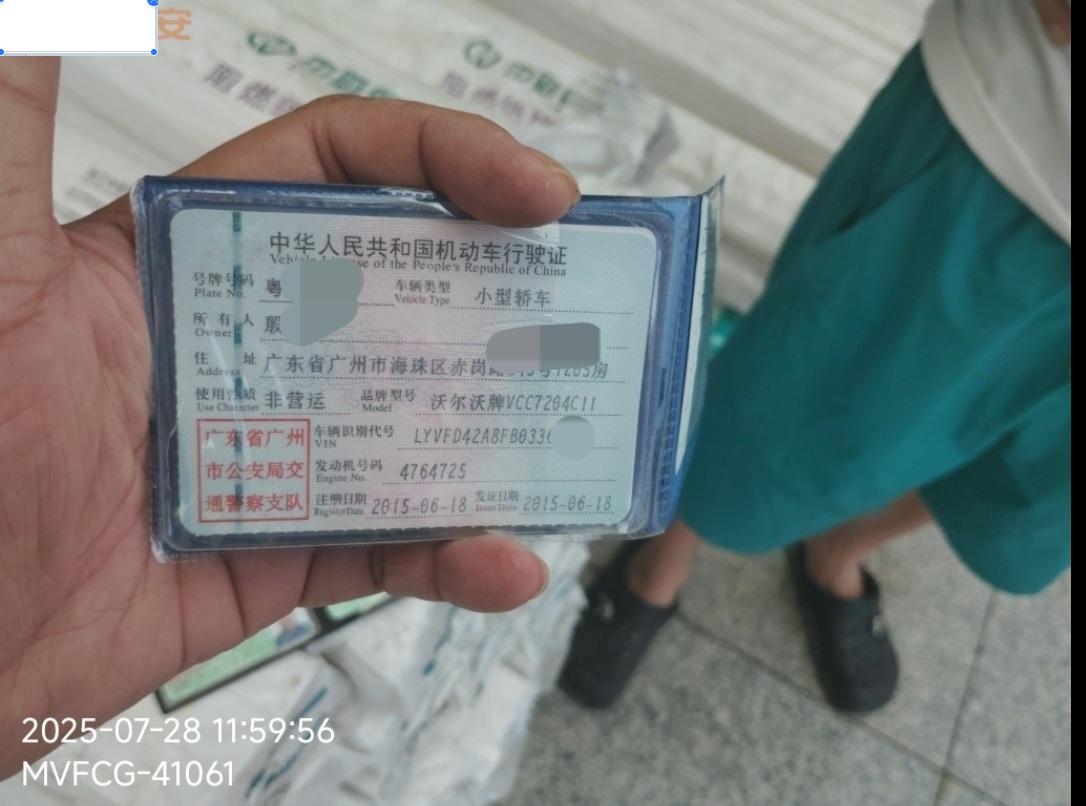 安
阻燃
阻燃
中华人民共和国机动车行驶证
Vehicle of the People's Republic of China
号牌号码 粤 车辆类型 小型轿车
Plate No. Vehicle Type
所有人 殷
Owner
住址 广东省广州市海珠区赤岗 房
Address
使用性质 非营运 品牌型号 沃尔沃牌VCC7204C11
Use Character Model
广东省广州
市公安局交
通警察支队
车辆识别代号 LYVFD42A8FB033
VIN
发动机号码 4764725
Engine No.
注册日期 2015-06-18 发证日期 2015-06-18
Register Date Issue Date
2025-07-28 11:59:56
MVFCG-41061